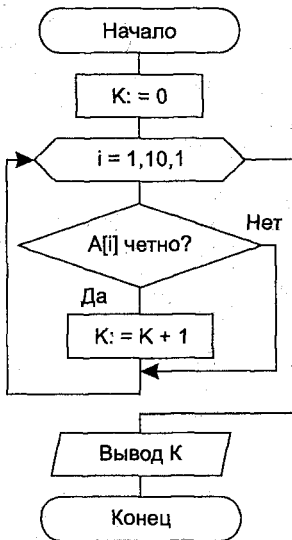 Начало
K: = 0
i = 1,10,1
Нет
A[i] четно?
Да
K: = K + 1
Вывод K
Конец